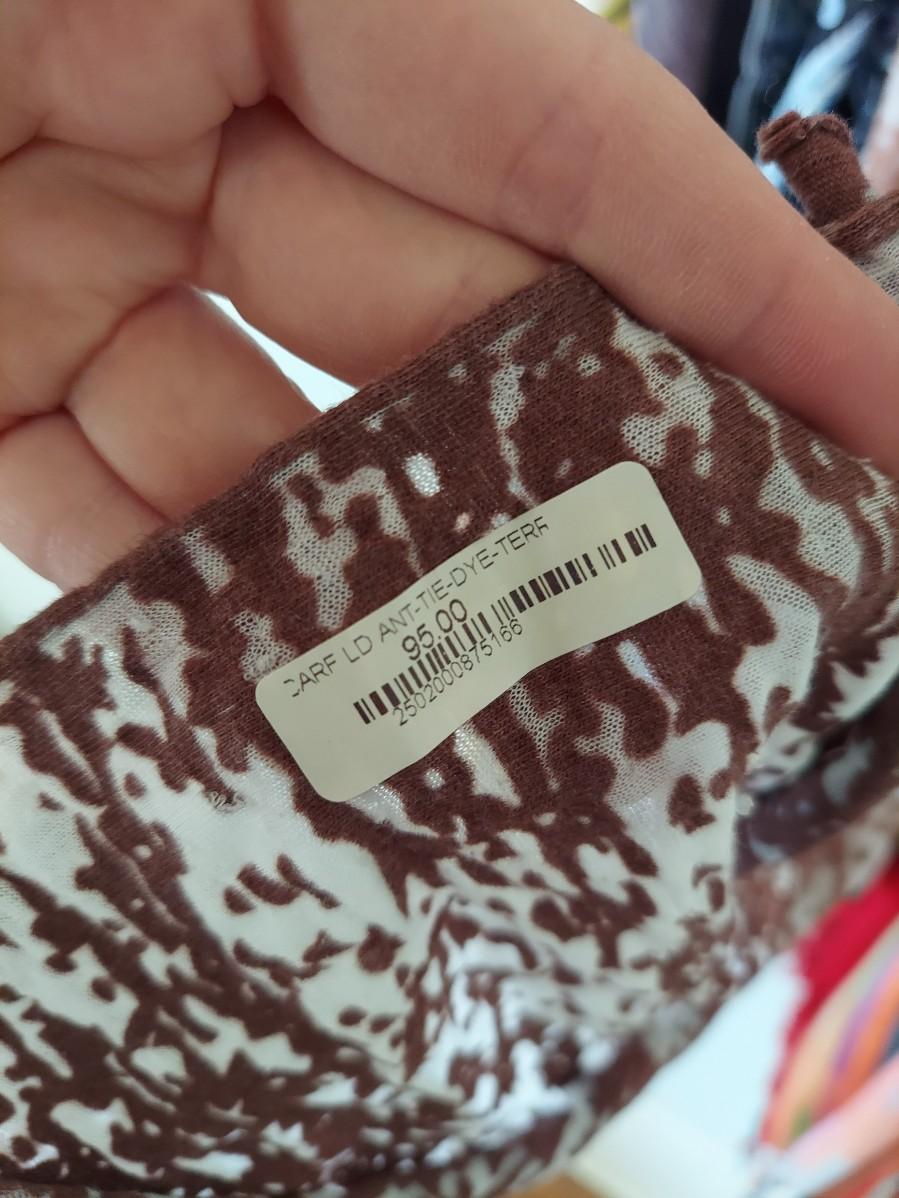 CARF LD ANT-TIE-DYE-TERR
95.00
2502000875166